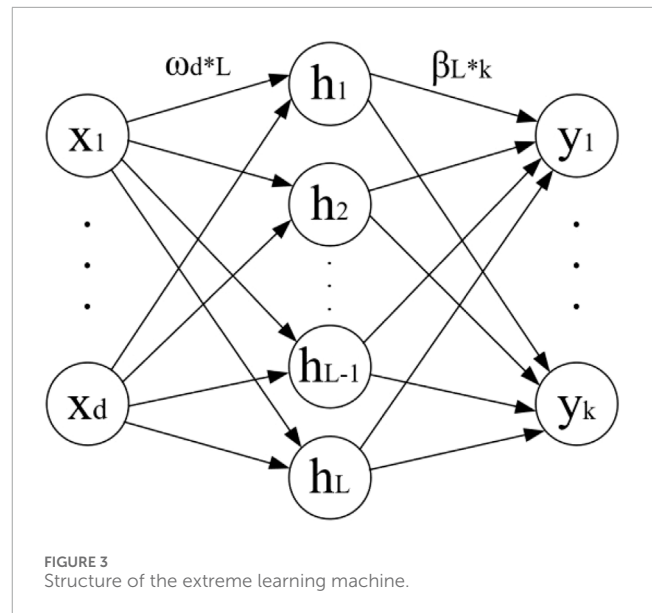 ωd*L
βL*k
h1
x1
y1
h2
hL-1
xd
yk
hL
FIGURE 3
Structure of the extreme learning machine.